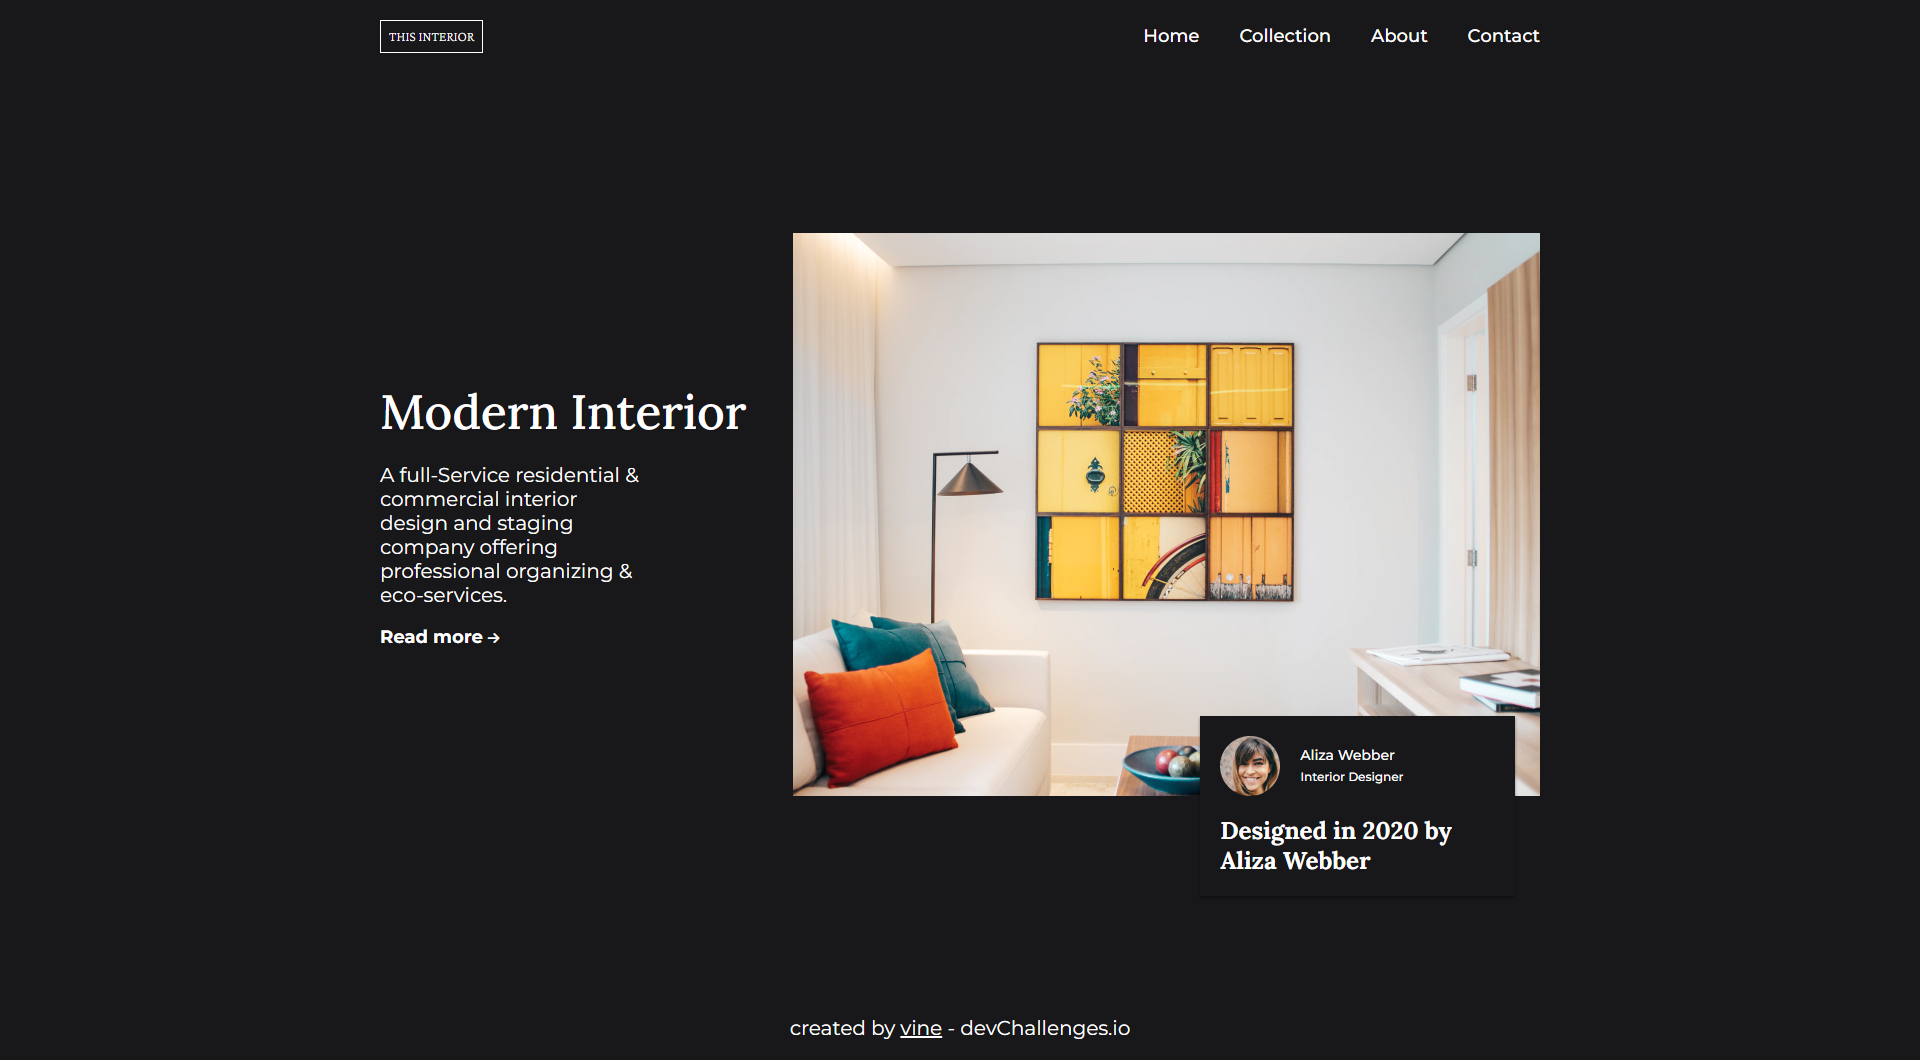 THIS INTERIOR
Home Collection About Contact
Modern Interior
A full-Service residential &
commercial interior
design and staging
company offering
professional organizing &
eco-services.
Read more →
Aliza Webber
Interior Designer
Designed in 2020 by
Aliza Webber
created by vine - devChallenges.io